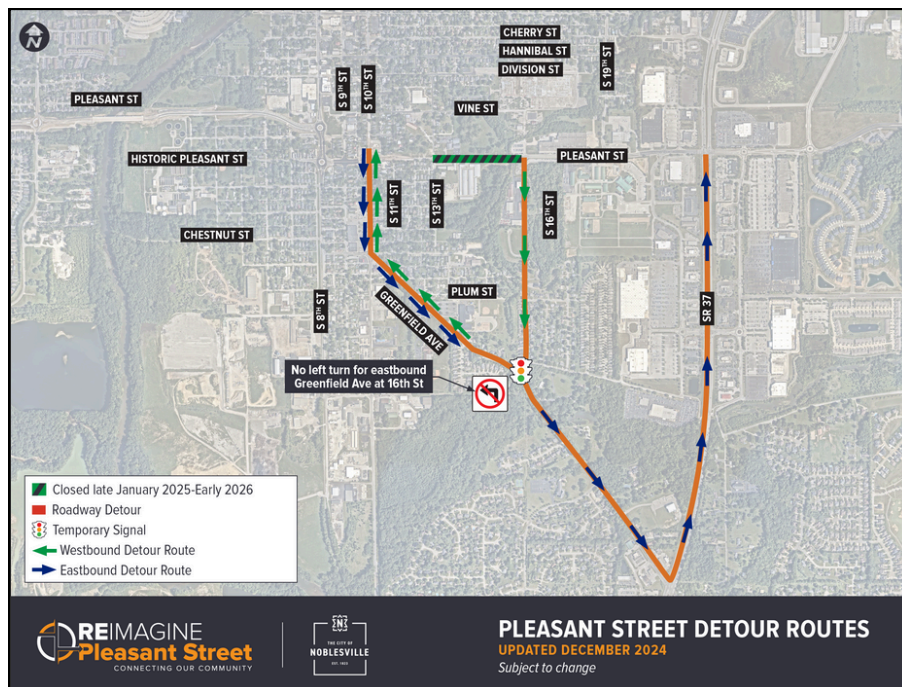 N
CHERRY ST
HANNIBAL ST
DIVISION ST
S 19TH ST
S 9TH ST
S 10TH ST
PLEASANT ST
VINE ST
HISTORIC PLEASANT ST
PLEASANT ST
S 11TH ST
S 13TH ST
S 16TH ST
CHESTNUT ST
PLUM ST
S 8TH ST
GREENFIELD AVE
SR 37
No left turn for eastbound
Greenfield Ave at 16th St
Closed late January 2025-Early 2026
Roadway Detour
Temporary Signal
Westbound Detour Route
Eastbound Detour Route
REIMAGINE
Pleasant Street
CONNECTING OUR COMMUNITY
N
THE CITY OF
NOBLESVILLE
PLEASANT STREET DETOUR ROUTES
UPDATED DECEMBER 2024
Subject to change